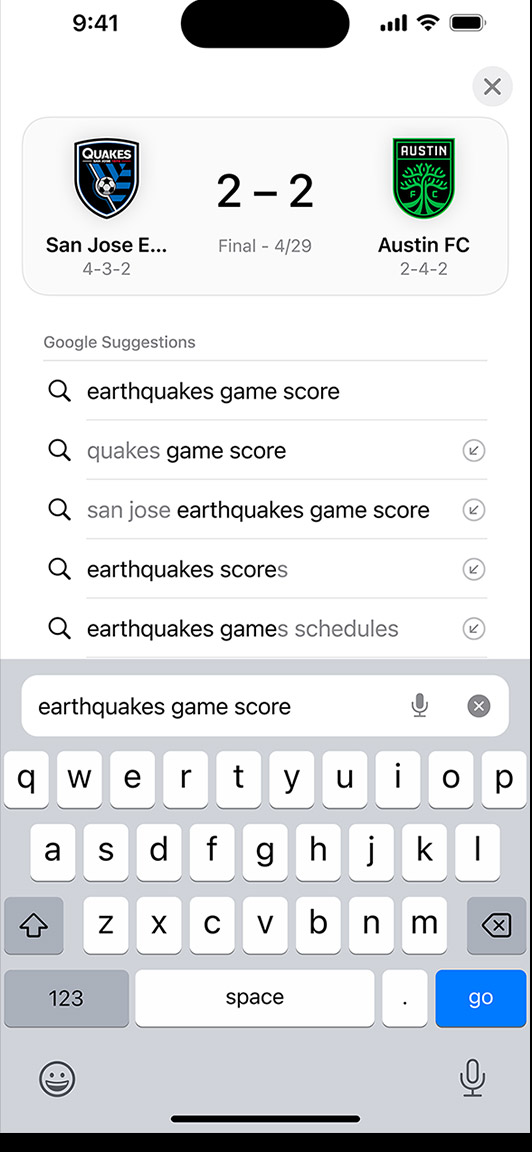 9:41
QUAKES
AUSTIN
F C
2 – 2
San Jose E...
Final - 4/29
Austin FC
4-3-2
2-4-2
Google Suggestions
earthquakes game score
quakes game score
san jose earthquakes game score
earthquakes scores
earthquakes games schedules
earthquakes game score
q w e r t y u i o p
a s d f g h j k l
z x c v b n m
123 space . go